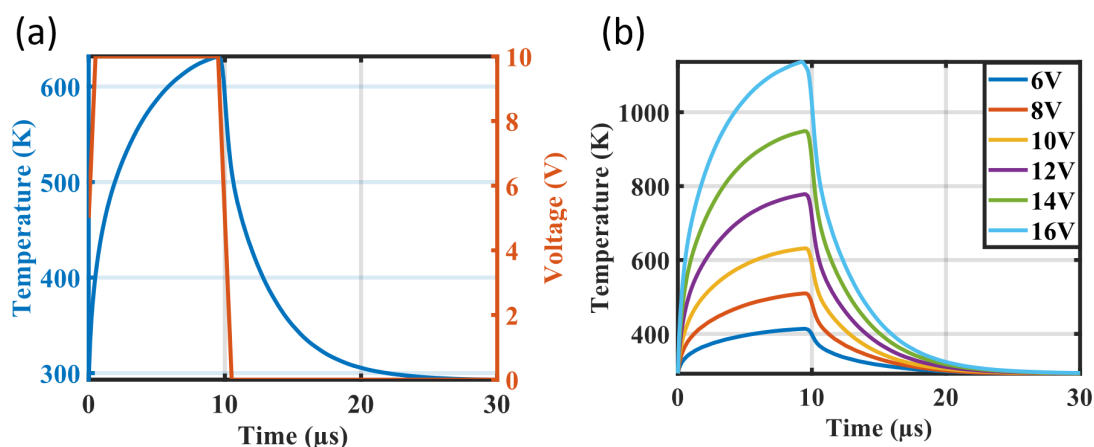 (a)
Temperature (K)
600
500
400
300
0
10
20
30
Time (μs)
10
8
6
4
2
0
Voltage (V)
(b)
Temperature (K)
1000
800
600
400
0
10
20
30
Time (μs)
6V
8V
10V
12V
14V
16V